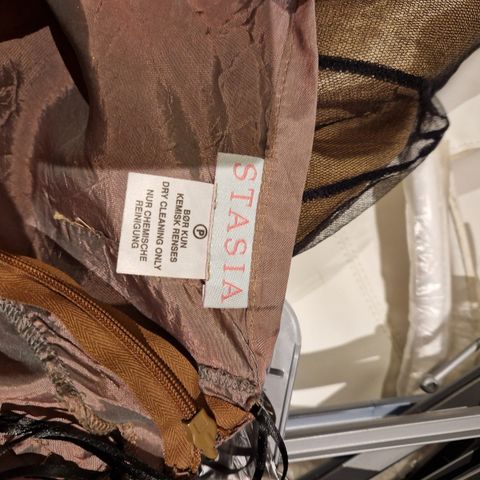 STASIA
P
BØR KUN
KEMISK RENSES
DRY CLEANING ONLY
NUR CHEMISCHE
REINIGUNG